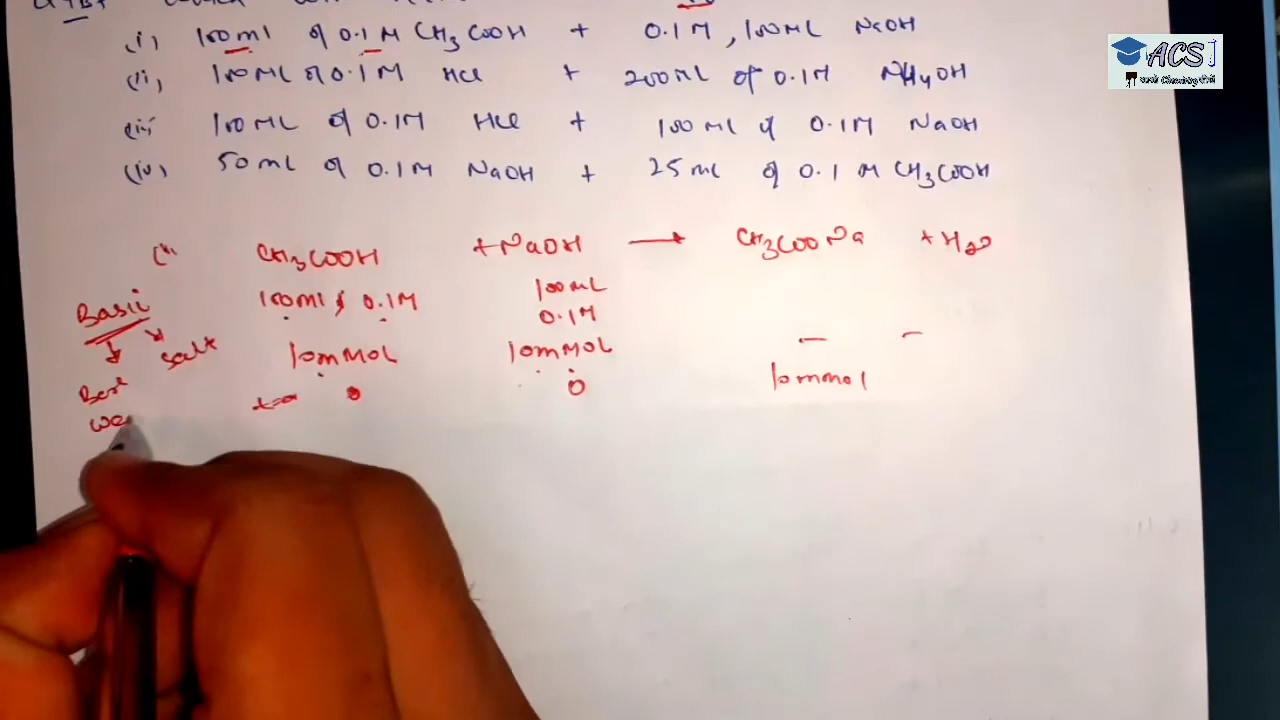 (i) 100ml of 0.1M CH3COOH + 0.1M, 100ML NaOH
(ii) 100ML of 0.1M HCl + 200ML of 0.1M NH4OH
(iii) 100ML of 0.1M HCl + 100ml of 0.1M NaOH
(iv) 50ml of 0.1M NaOH + 25ml of 0.1M CH3COOH
CH3COOH + NaOH → CH3COONa + H2O
Basic
100ml, 0.1M 100ML
0.1M
salt 10mMOL 10mMOL — —
Base 0 0 10mmol
ACS